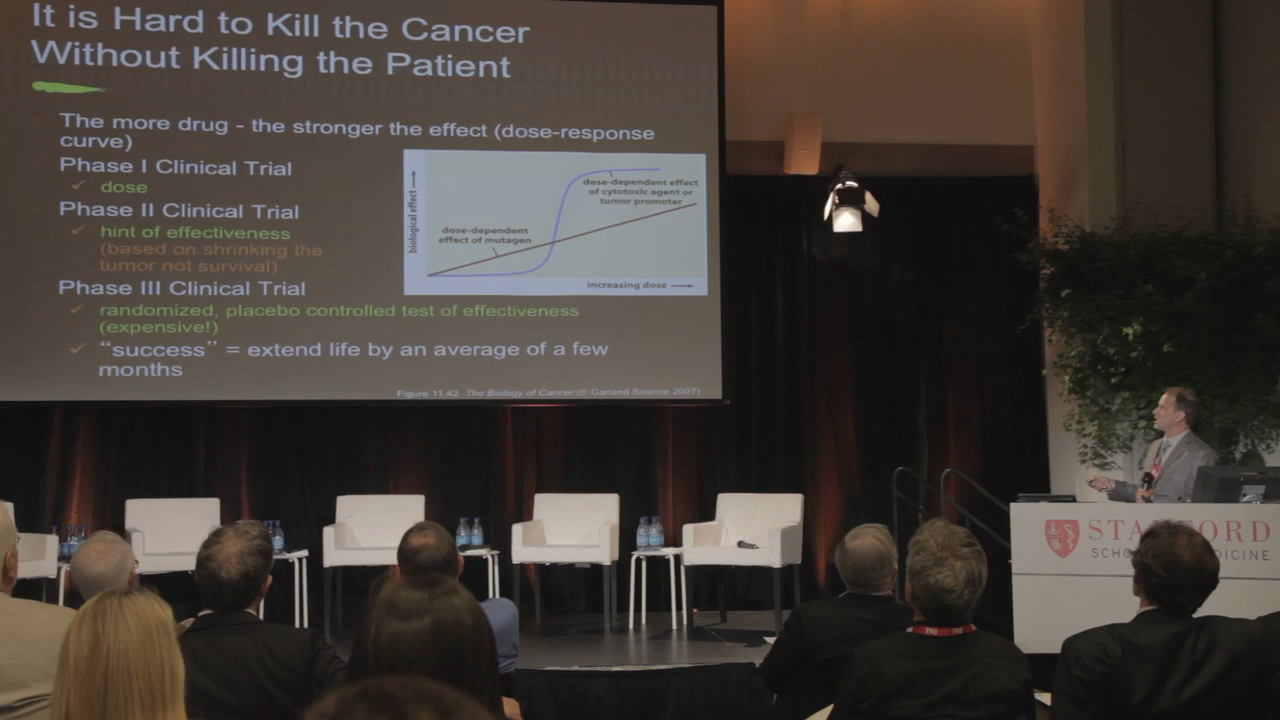 It is Hard to Kill the Cancer
Without Killing the Patient
The more drug - the stronger the effect (dose-response
curve)
Phase I Clinical Trial
✓ dose
Phase II Clinical Trial
✓ hint of effectiveness
(based on shrinking the
tumor not survival)
Phase III Clinical Trial
✓ randomized, placebo controlled test of effectiveness
(expensive!)
✓ “success” = extend life by an average of a few
months
biological effect
dose-dependent
effect of mutagen
dose-dependent effect
of cytotoxic agent or
tumor promoter
increasing dose
Figure 11.42 The Biology of Cancer (© Garland Science 2007)
STA FORD
SCHO MEDICINE